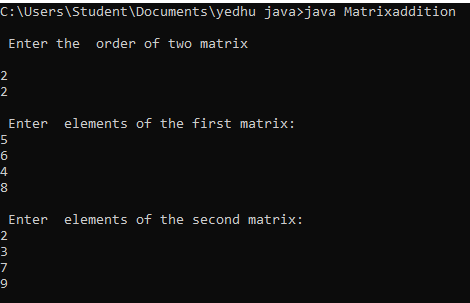 C:\Users\Student\Documents\yedhu java>java Matrixaddition
Enter the  order of two matrix
2
2
Enter  elements of the first matrix:
5
6
4
8
Enter  elements of the second matrix:
2
3
7
9